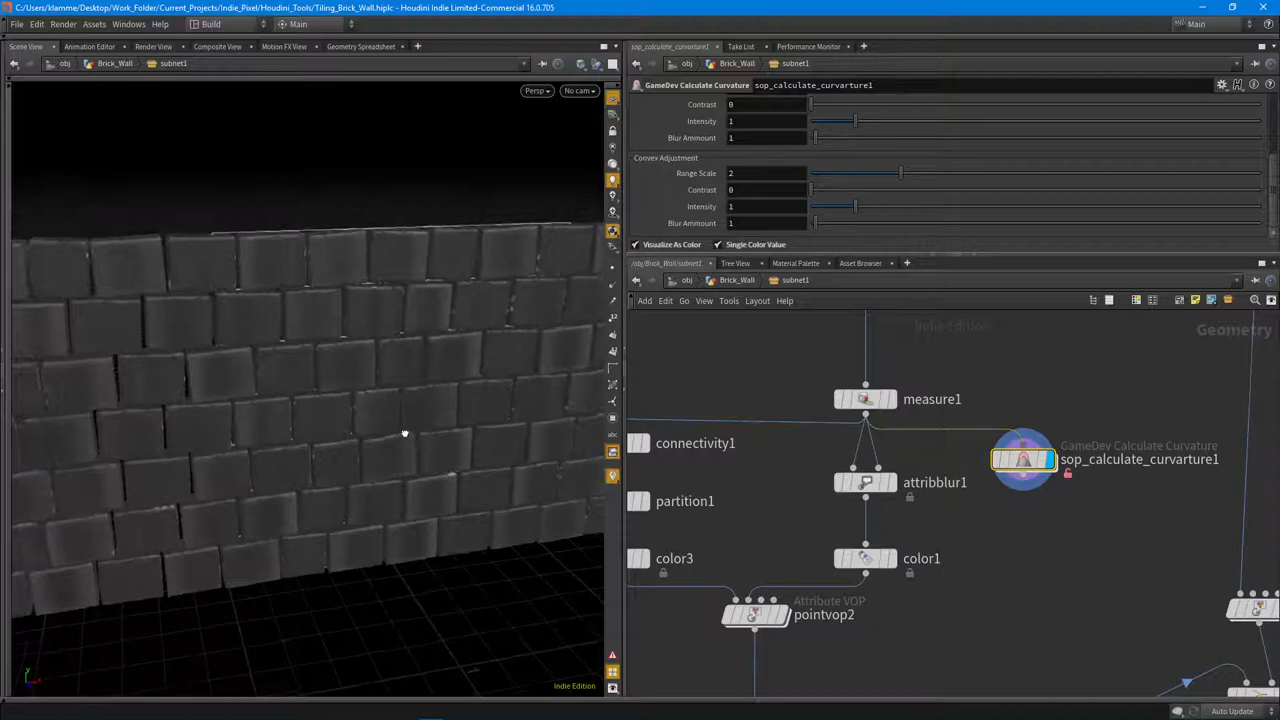 C:/Users/klamme/Desktop/Work_Folder/Current_Projects/Indie_Pixel/Houdini_Tools/Tiling_Brick_Wall.hiplc - Houdini Indie Limited-Commercial 16.0.705
File Edit Render Assets Windows Help Build Main Main
Scene View Animation Editor Render View Composite View Motion FX View Geometry Spreadsheet
obj Brick_Wall subnet1
Persp No cam
Indie Edition
sop_calculate_curvarture1 Take List Performance Monitor
obj Brick_Wall subnet1
GameDev Calculate Curvature sop_calculate_curvarture1
Contrast 0
Intensity 1
Blur Amount 1
Convex Adjustment
Range Scale 2
Contrast 0
Intensity 1
Blur Amount 1
Visualize As Color Single Color Value
/obj/Brick_Wall/subnet1 Tree View Material Palette Asset Browser
obj Brick_Wall subnet1
Add Edit Go View Tools Layout Help
Indie Edition
Geometry
measure1
connectivity1
GameDev Calculate Curvature
sop_calculate_curvarture1
attribblur1
partition1
color3
color1
Attribute VOP
pointvop2
Auto Update